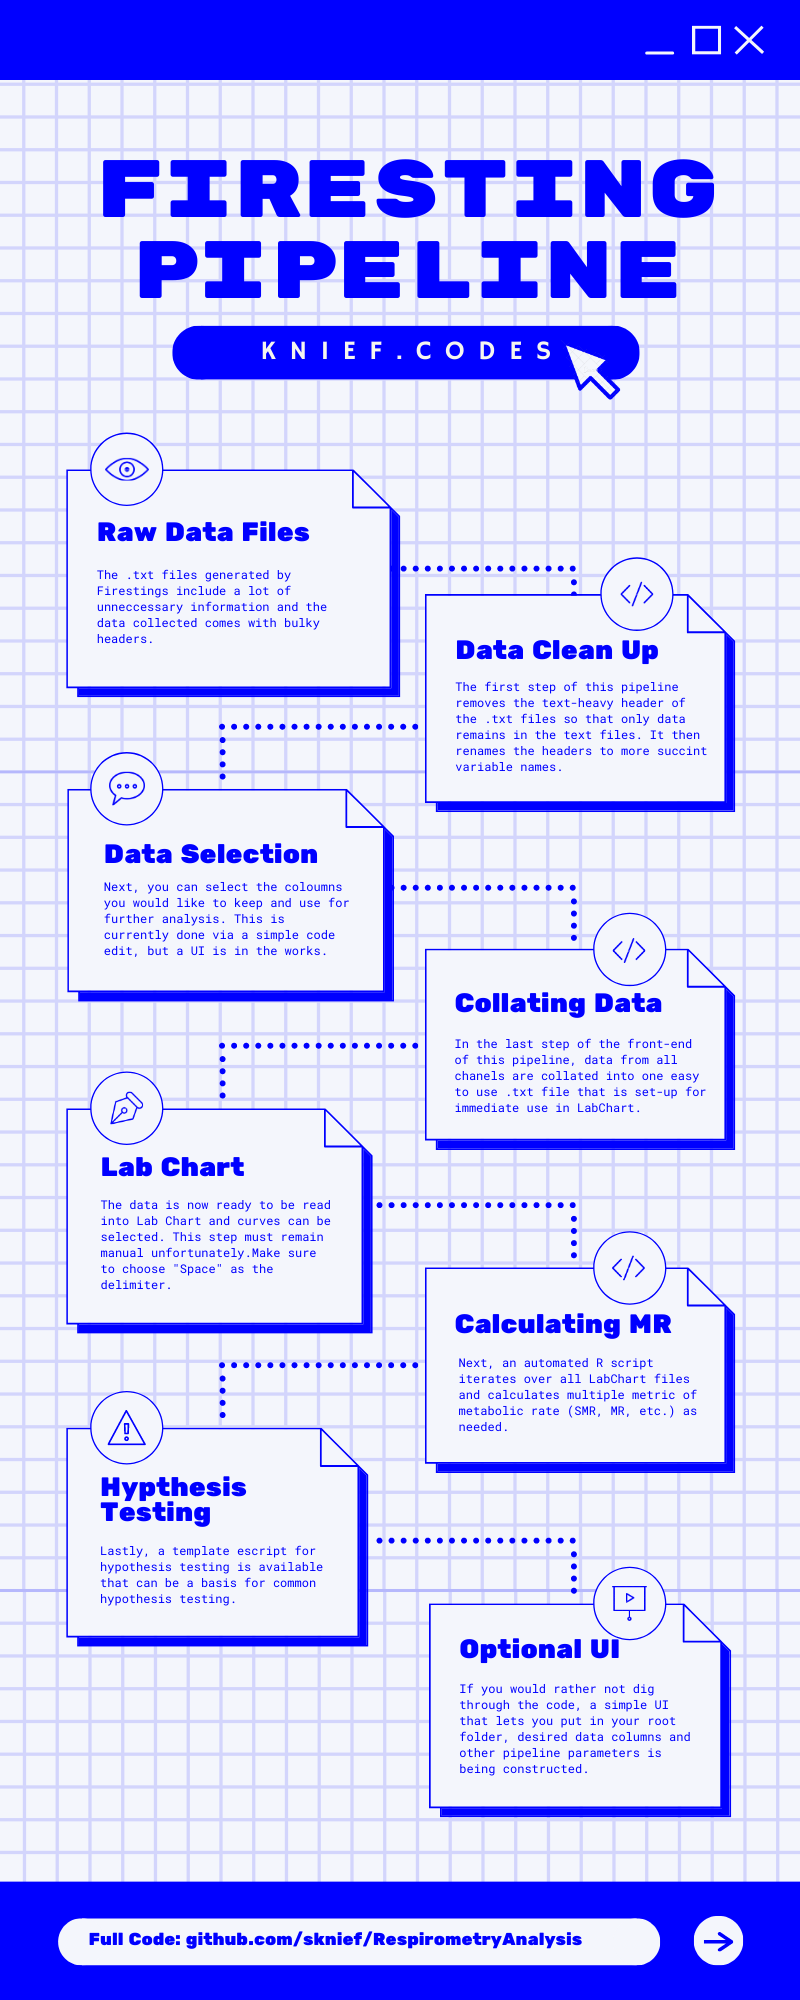 FIRESTING
PIPELINE
KNIEF.CODES
Raw Data Files
The .txt files generated by
Firestings include a lot of
unneccessary information and the
data collected comes with bulky
headers.
Data Clean Up
The first step of this pipeline
removes the text-heavy header of
the .txt files so that only data
remains in the text files. It then
renames the headers to more succint
variable names.
Data Selection
Next, you can select the coloumns
you would like to keep and use for
further analysis. This is
currently done via a simple code
edit, but a UI is in the works.
Collating Data
In the last step of the front-end
of this pipeline, data from all
chanels are collated into one easy
to use .txt file that is set-up for
immediate use in LabChart.
Lab Chart
The data is now ready to be read
into Lab Chart and curves can be
selected. This step must remain
manual unfortunately.Make sure
to choose "Space" as the
delimiter.
Calculating MR
Next, an automated R script
iterates over all LabChart files
and calculates multiple metric of
metabolic rate (SMR, MR, etc.) as
needed.
Hypthesis
Testing
Lastly, a template escript for
hypothesis testing is available
that can be a basis for common
hypothesis testing.
Optional UI
If you would rather not dig
through the code, a simple UI
that lets you put in your root
folder, desired data columns and
other pipeline parameters is
being constructed.
Full Code: github.com/sknief/RespirometryAnalysis